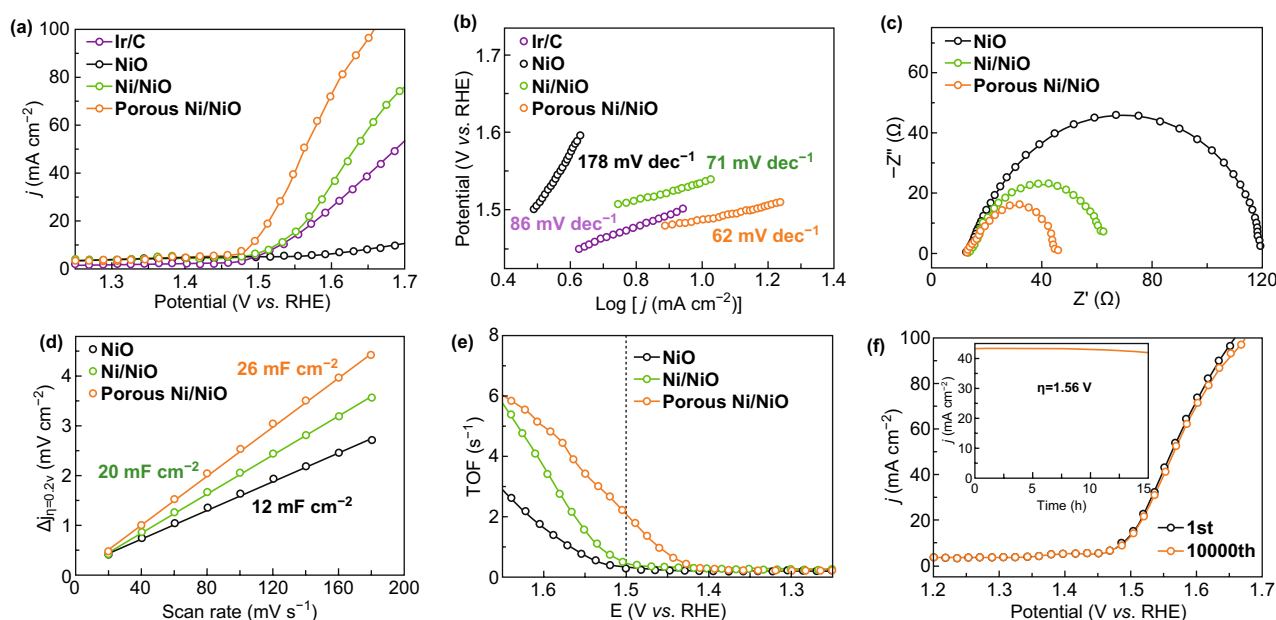 (a)
Ir/C
NiO
Ni/NiO
Porous Ni/NiO
100
80
60
40
20
0
j (mA cm⁻²)
1.3 1.4 1.5 1.6 1.7
Potential (V vs. RHE)
(b)
Ir/C
NiO
Ni/NiO
Porous Ni/NiO
178 mV dec⁻¹
71 mV dec⁻¹
86 mV dec⁻¹
62 mV dec⁻¹
1.7
1.6
1.5
1.4
Potential (V vs. RHE)
0.4 0.6 0.8 1.0 1.2 1.4
Log [ j (mA cm⁻²)]
(c)
NiO
Ni/NiO
Porous Ni/NiO
60
40
20
0
−Z" (Ω)
0 20 40 60 80 100 120
Z' (Ω)
(d)
NiO
Ni/NiO
Porous Ni/NiO
26 mF cm⁻²
20 mF cm⁻²
12 mF cm⁻²
5
4
3
2
1
0
Δjη=0.2v (mV cm⁻²)
0 40 80 120 160 200
Scan rate (mV s⁻¹)
(e)
NiO
Ni/NiO
Porous Ni/NiO
8
6
4
2
0
TOF (s⁻¹)
1.6 1.5 1.4 1.3
E (V vs. RHE)
(f)
100
80
60
40
20
0
j (mA cm⁻²)
40
30
20
10
0
j (mA cm⁻²)
η=1.56 V
0 5 10 15
Time (h)
1st
10000th
1.2 1.3 1.4 1.5 1.6 1.7
Potential (V vs. RHE)